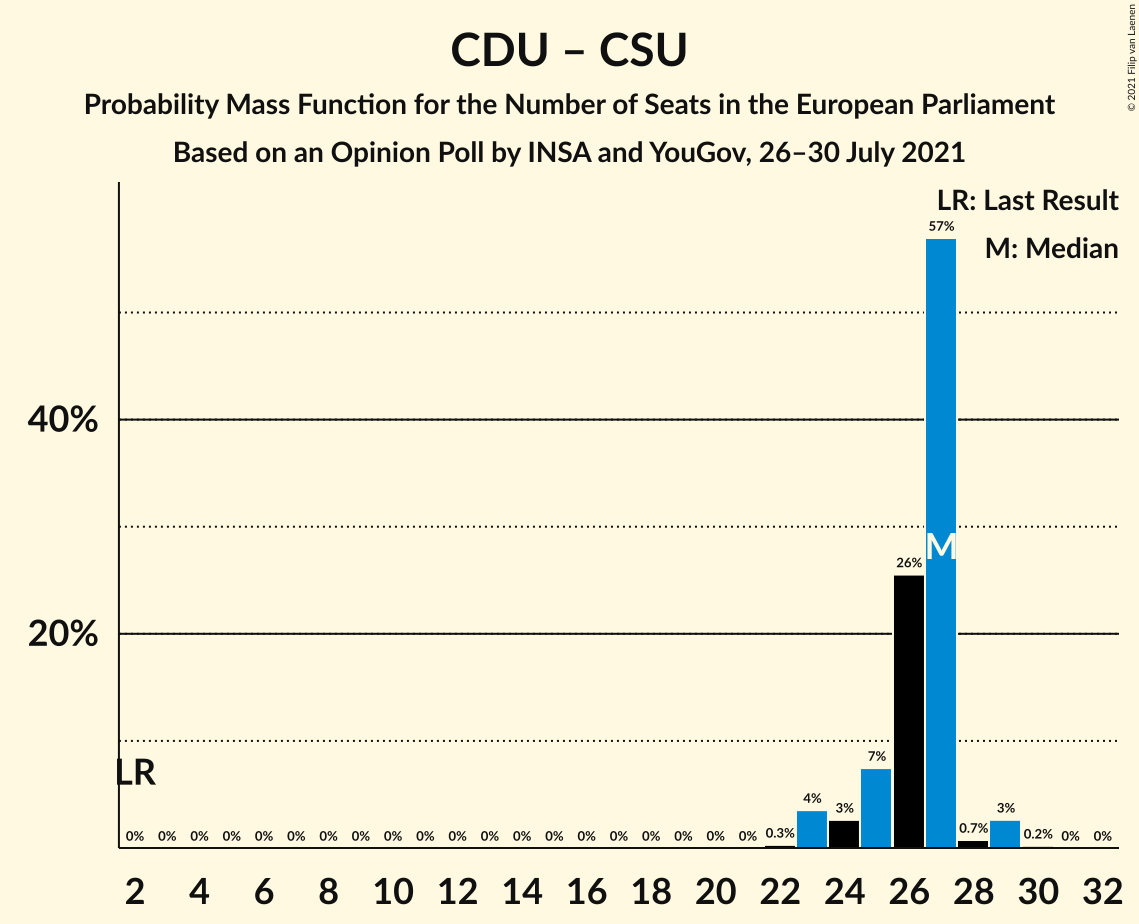 © 2021 Filip van Laenen
CDU – CSU
Probability Mass Function for the Number of Seats in the European Parliament
Based on an Opinion Poll by INSA and YouGov, 26–30 July 2021
LR: Last Result
57%
M: Median
40%
M
26%
20%
LR
7%
4%
3%
0.7%
3%
0% 0% 0% 0% 0% 0% 0% 0% 0% 0% 0% 0% 0% 0% 0% 0% 0% 0% 0% 0% 0.3% 0.2% 0% 0%
2 4 6 8 10 12 14 16 18 20 22 24 26 28 30 32